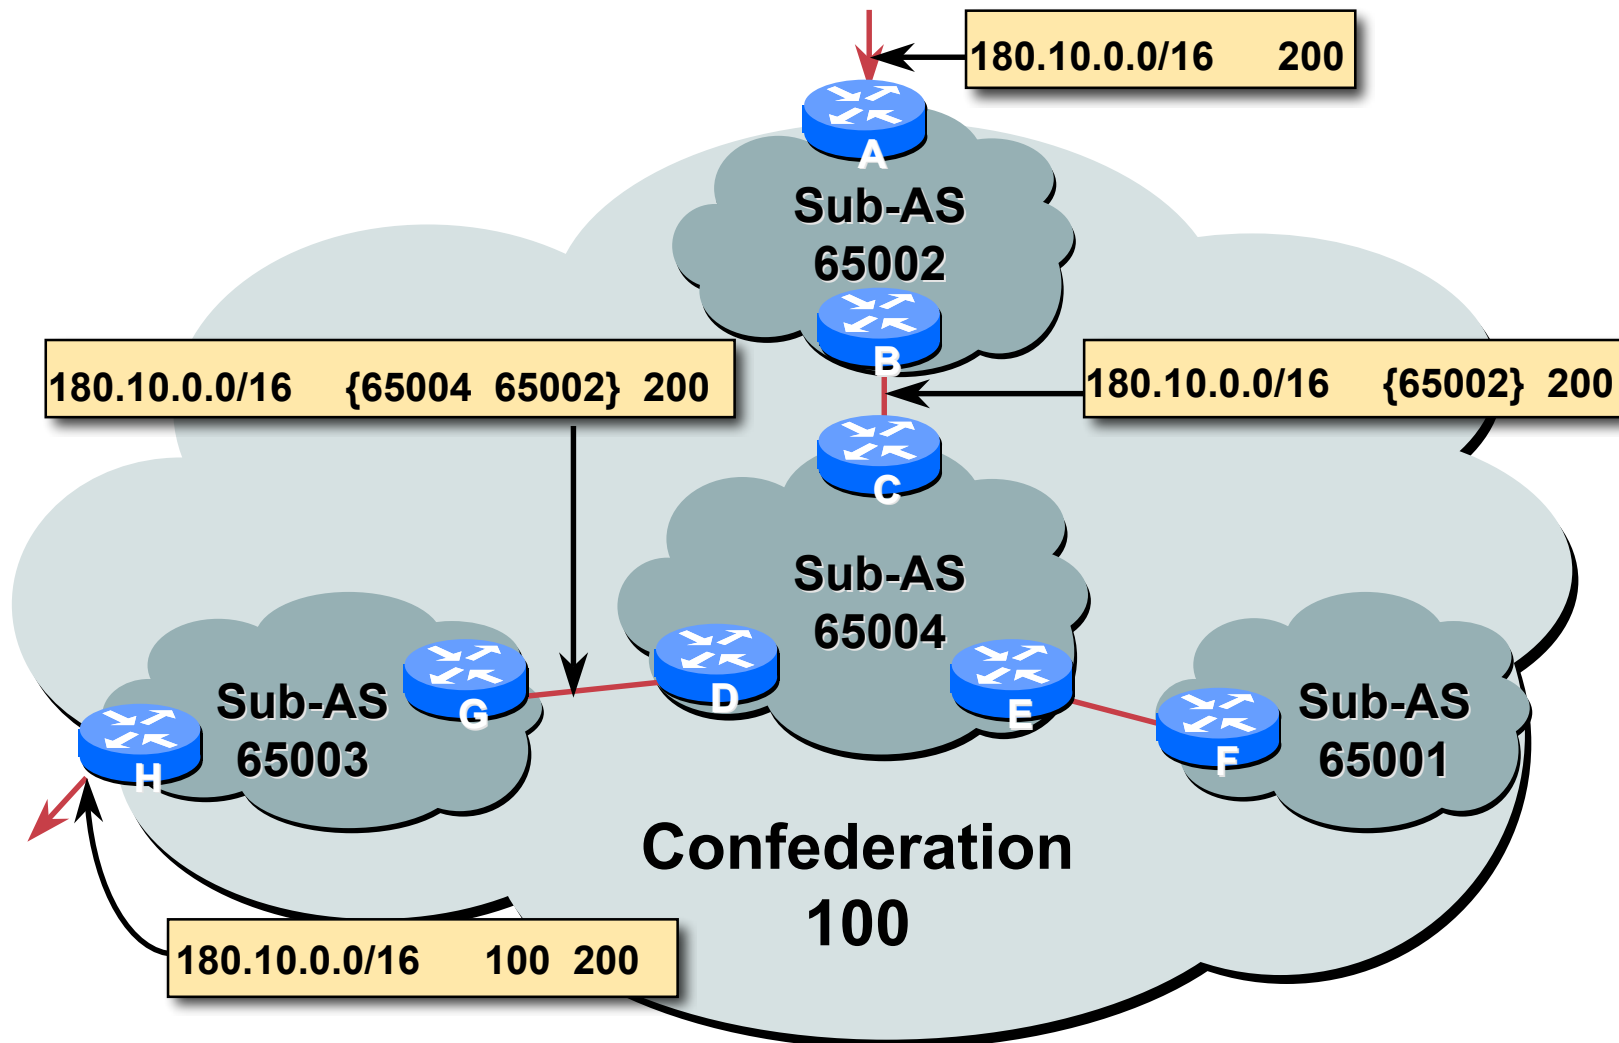 180.10.0.0/16 200
A
Sub-AS
65002
B
180.10.0.0/16 {65004 65002} 200
180.10.0.0/16 {65002} 200
C
Sub-AS
65004
D
E
G
Sub-AS
65003
H
F
Sub-AS
65001
Confederation
100
180.10.0.0/16 100 200